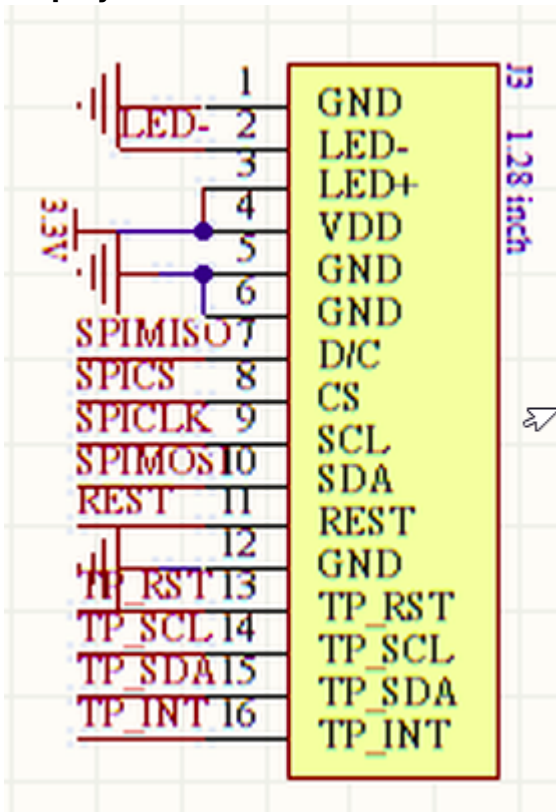 J3 1.28 inch
1 GND
LED- 2 LED-
3 LED+
3.3V 4 VDD
5 GND
6 GND
SPIMISO 7 D/C
SPICS 8 CS
SPICLK 9 SCL
SPIMOSI 10 SDA
REST 11 REST
12 GND
TP_RST 13 TP_RST
TP_SCL 14 TP_SCL
TP_SDA 15 TP_SDA
TP_INT 16 TP_INT